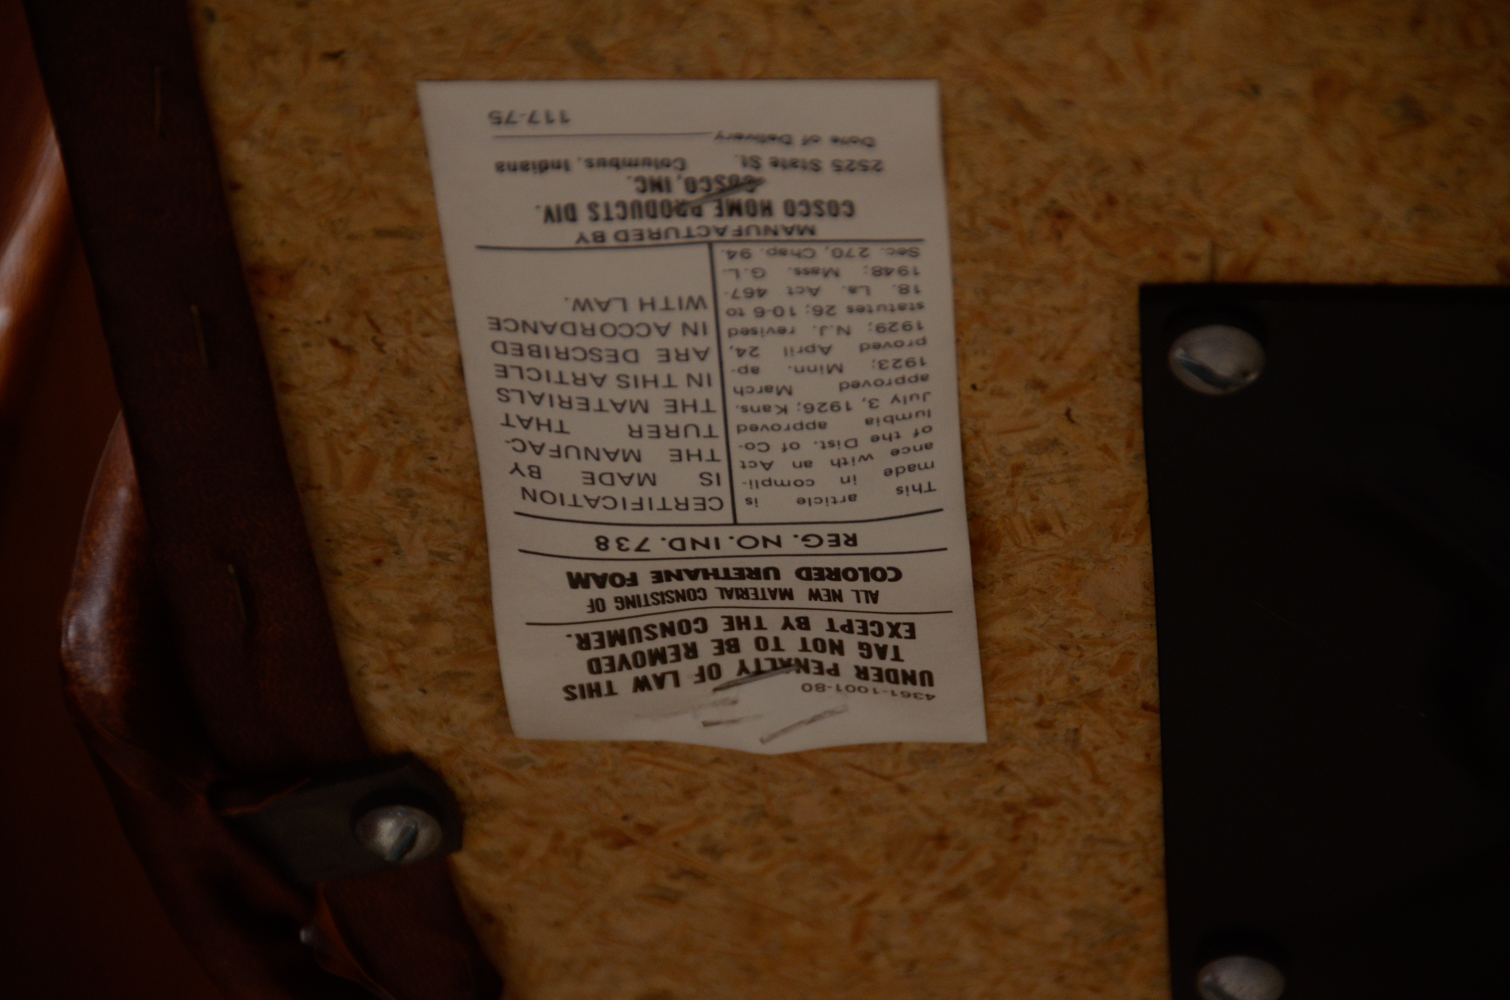 4361-1001-80
UNDER PENALTY OF LAW THIS
TAG NOT TO BE REMOVED
EXCEPT BY THE CONSUMER.
ALL NEW MATERIAL CONSISTING OF
COLORED URETHANE FOAM
REG. NO. IND. 738
This article is
made in compli-
ance with an Act
of the Dist. of Co-
lumbia approved
July 3, 1926; Kans.
approved March
1923; Minn. ap-
proved April 24,
1929; N.J. revised
statutes 26; 10-6 to
18. La. Act 467-
1948; Mass. G.L.
Sec. 270, Chap. 94.
CERTIFICATION
IS MADE BY
THE MANUFAC-
TURER THAT
THE MATERIALS
IN THIS ARTICLE
ARE DESCRIBED
IN ACCORDANCE
WITH LAW.
MANUFACTURED BY
COSCO HOME PRODUCTS DIV.
COSCO, INC.
2525 State St. Columbus, Indiana
Date of Delivery
117-75